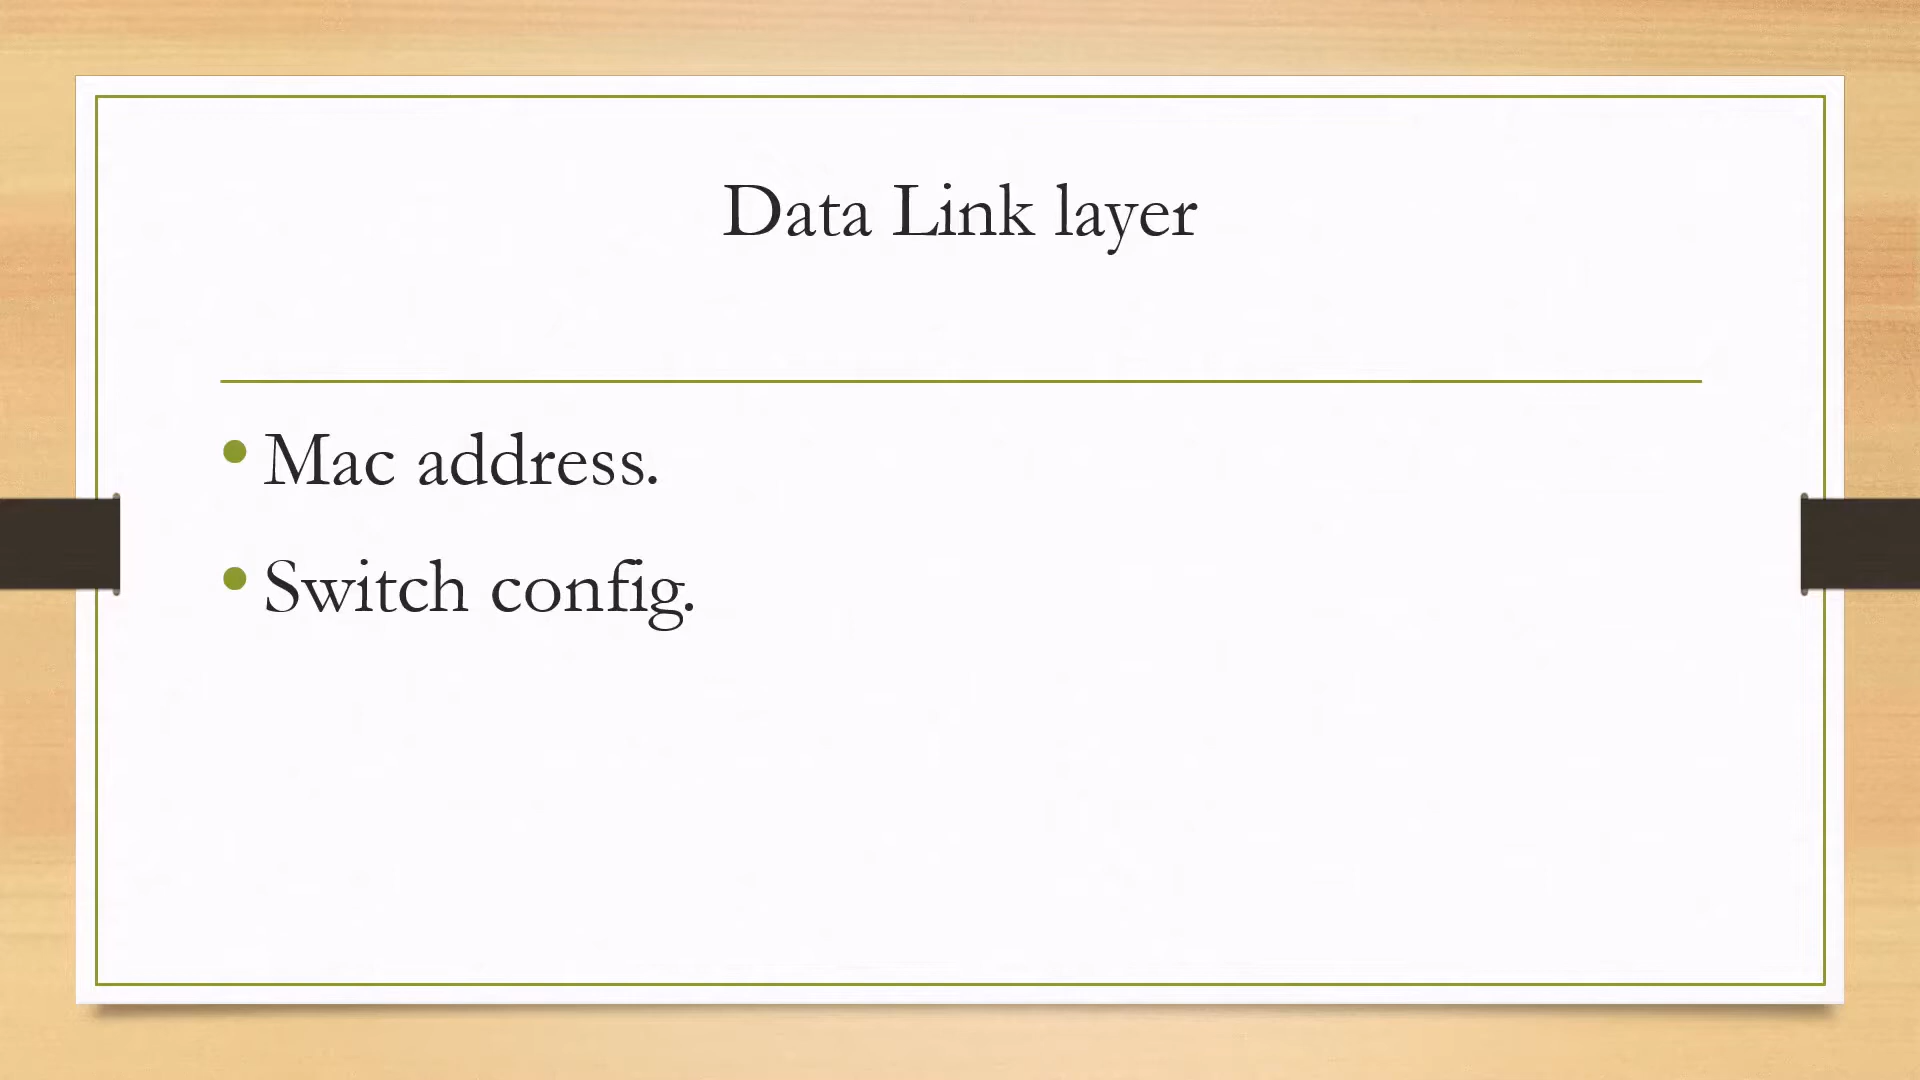 Data Link layer
• Mac address.
• Switch config.